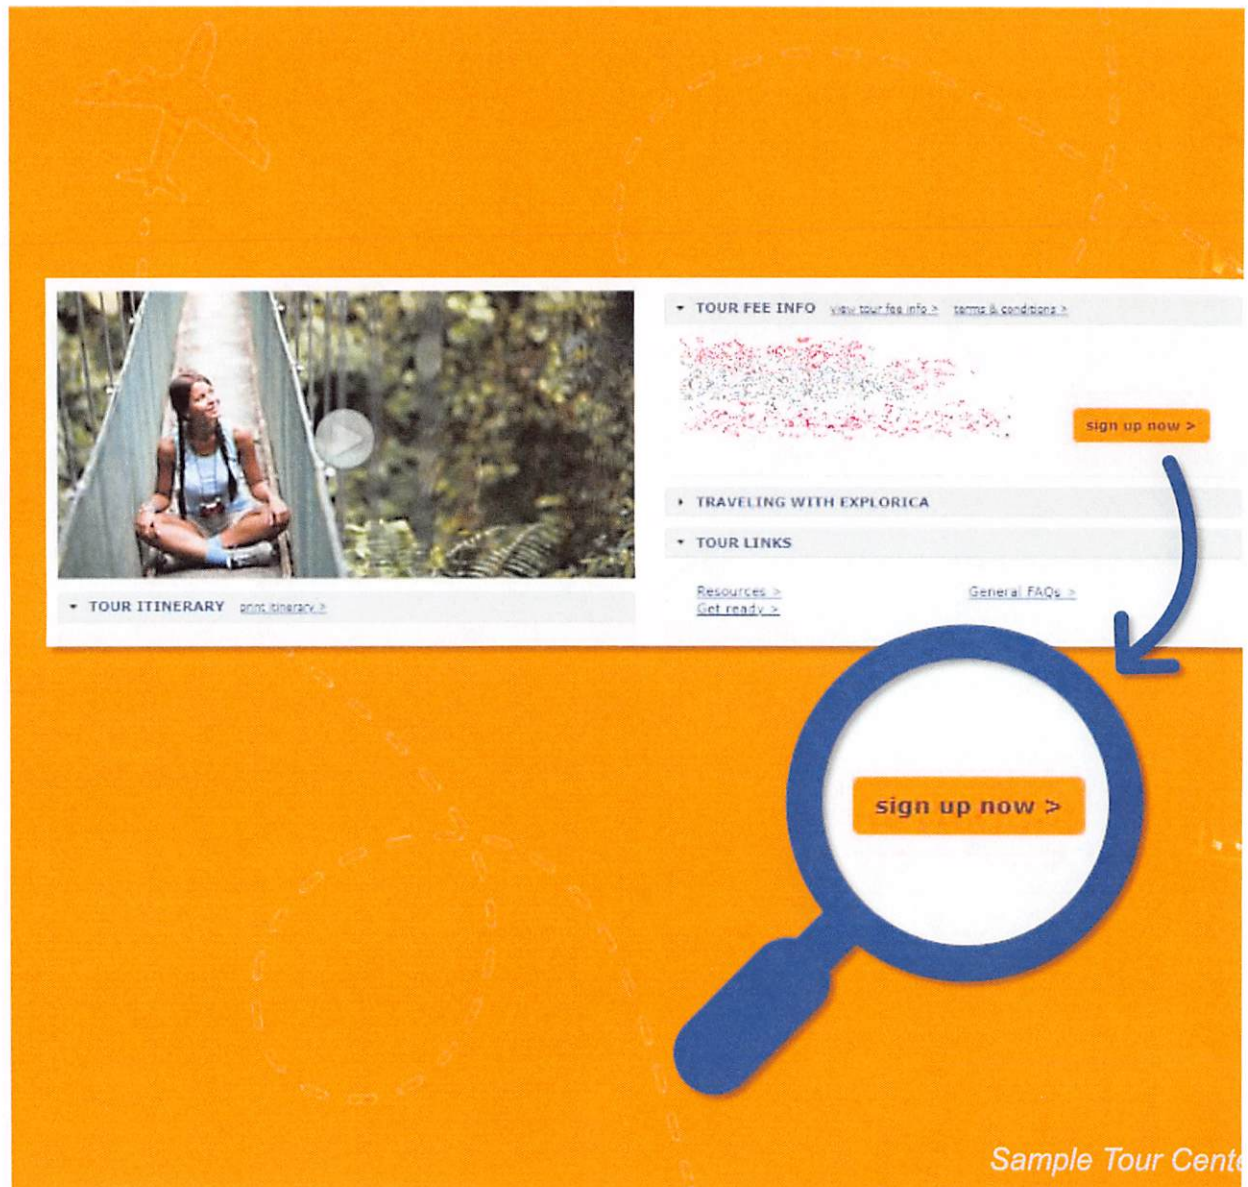 TOUR FEE INFO view tour fee info > terms & conditions >
sign up now >
TRAVELING WITH EXPLORICA
TOUR LINKS
Resources > General FAQs >
Get ready >
TOUR ITINERARY print itinerary >
sign up now >
Sample Tour Cente